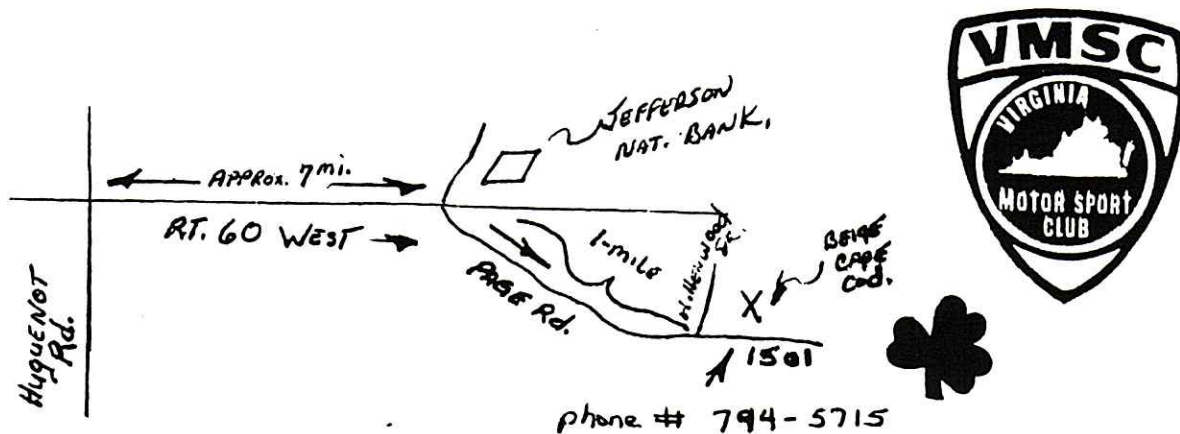 VMSC
VIRGINIA
MOTOR SPORT
CLUB
JEFFERSON
NAT. BANK,
APPROX. 7 mi.
RT. 60 WEST
1-MILE
PAGE Rd.
BEIGE
CAPE
Cod.
X
HUGUENOT
Rd.
1501
phone # 794-5715